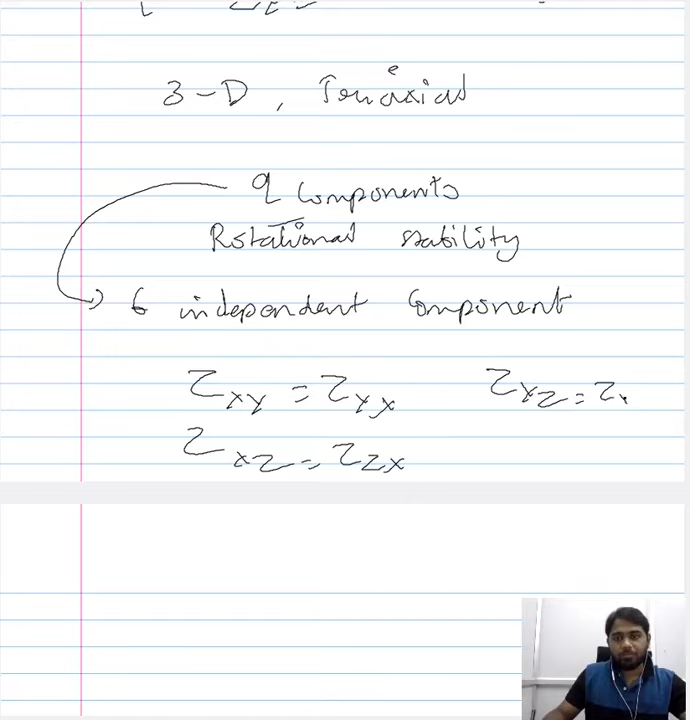 3-D, Triaxial
9 Components
Rotational stability
6 independent component
τxy = τyx
τyz = τ
τxz = τzx